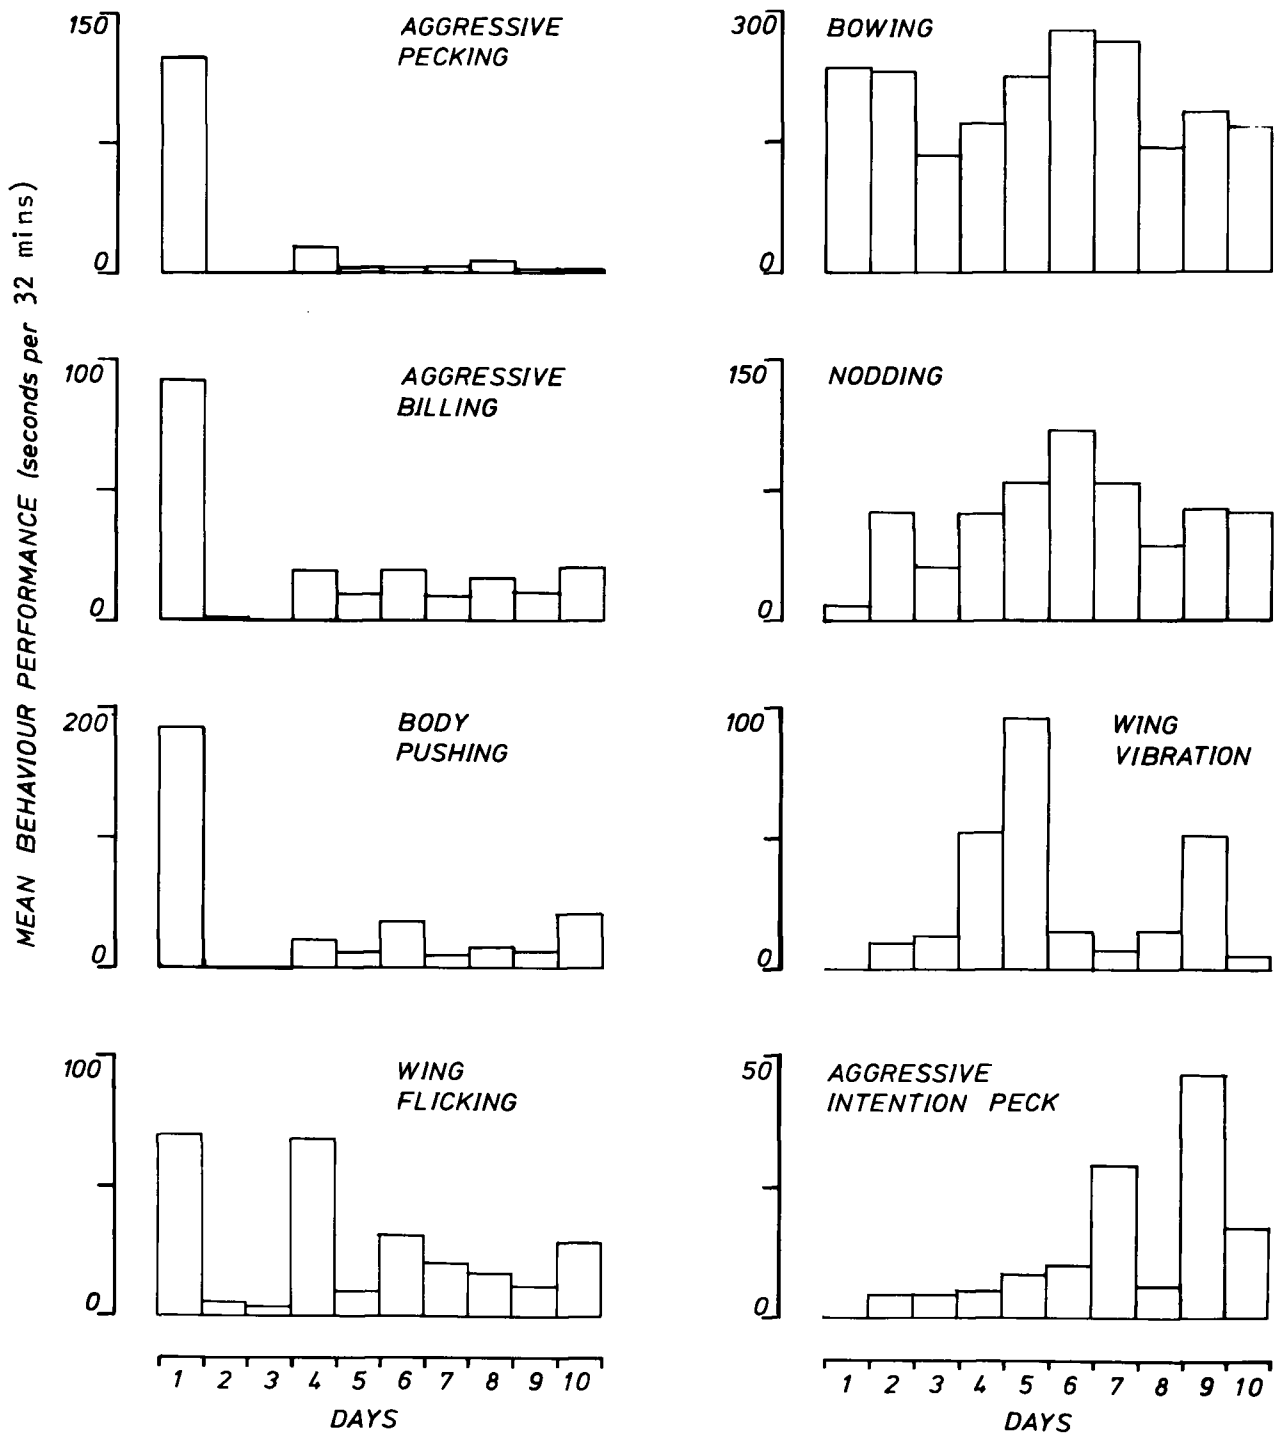 MEAN BEHAVIOUR PERFORMANCE (seconds per 32 mins)
150
AGGRESSIVE
PECKING
0
100
AGGRESSIVE
BILLING
0
200
BODY
PUSHING
0
100
WING
FLICKING
0
1 2 3 4 5 6 7 8 9 10
DAYS
300
BOWING
0
150
NODDING
0
100
WING
VIBRATION
0
50
AGGRESSIVE
INTENTION PECK
0
1 2 3 4 5 6 7 8 9 10
DAYS